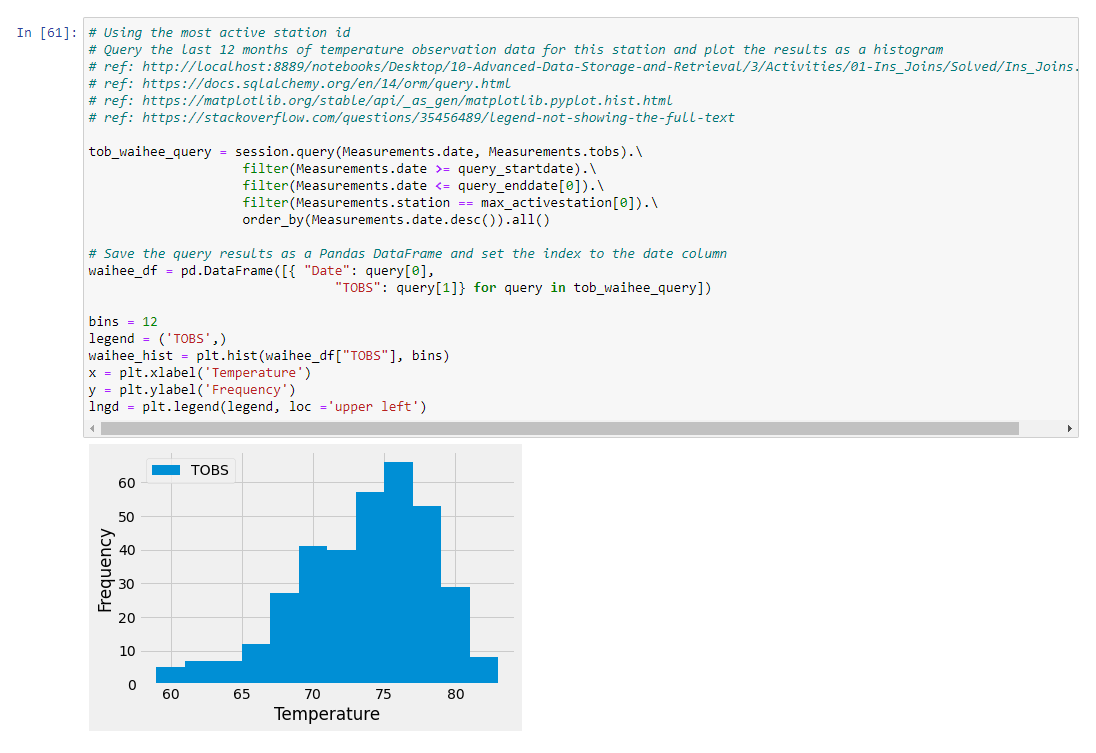 In [61]:
# Using the most active station id
# Query the last 12 months of temperature observation data for this station and plot the results as a histogram
# ref: http://localhost:8889/notebooks/Desktop/10-Advanced-Data-Storage-and-Retrieval/3/Activities/01-Ins_Joins/Solved/Ins_Joins.
# ref: https://docs.sqlalchemy.org/en/14/orm/query.html
# ref: https://matplotlib.org/stable/api/_as_gen/matplotlib.pyplot.hist.html
# ref: https://stackoverflow.com/questions/35456489/legend-not-showing-the-full-text
tob_waihee_query = session.query(Measurements.date, Measurements.tobs).\
filter(Measurements.date >= query_startdate).\
filter(Measurements.date <= query_enddate[0]).\
filter(Measurements.station == max_activestation[0]).\
order_by(Measurements.date.desc()).all()
# Save the query results as a Pandas DataFrame and set the index to the date column
waihee_df = pd.DataFrame([{ "Date": query[0],
"TOBS": query[1]} for query in tob_waihee_query])
bins = 12
legend = ('TOBS',)
waihee_hist = plt.hist(waihee_df["TOBS"], bins)
x = plt.xlabel('Temperature')
y = plt.ylabel('Frequency')
lngd = plt.legend(legend, loc ='upper left')
TOBS
60
50
40
30
20
10
0
Frequency
60 65 70 75 80
Temperature